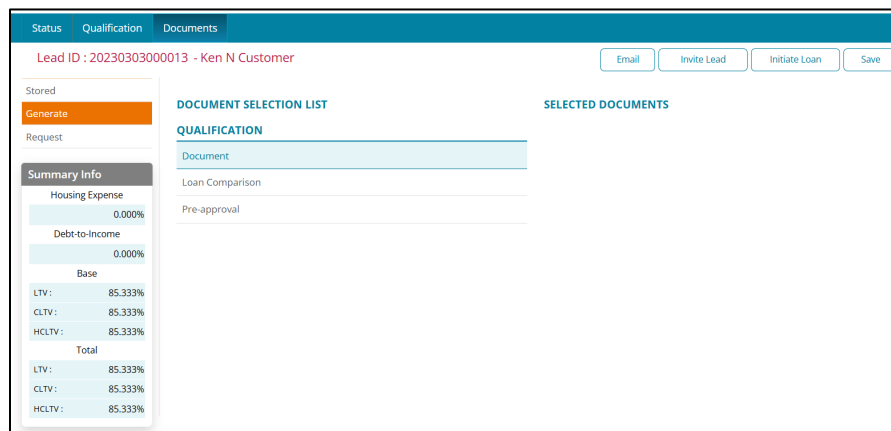 Status Qualification Documents
Lead ID : 20230303000013 - Ken N Customer
Email Invite Lead Initiate Loan Save
Stored
Generate
Request
Summary Info
Housing Expense
0.000%
Debt-to-Income
0.000%
Base
LTV : 85.333%
CLTV : 85.333%
HCLTV : 85.333%
Total
LTV : 85.333%
CLTV : 85.333%
HCLTV : 85.333%
DOCUMENT SELECTION LIST
QUALIFICATION
Document
Loan Comparison
Pre-approval
SELECTED DOCUMENTS